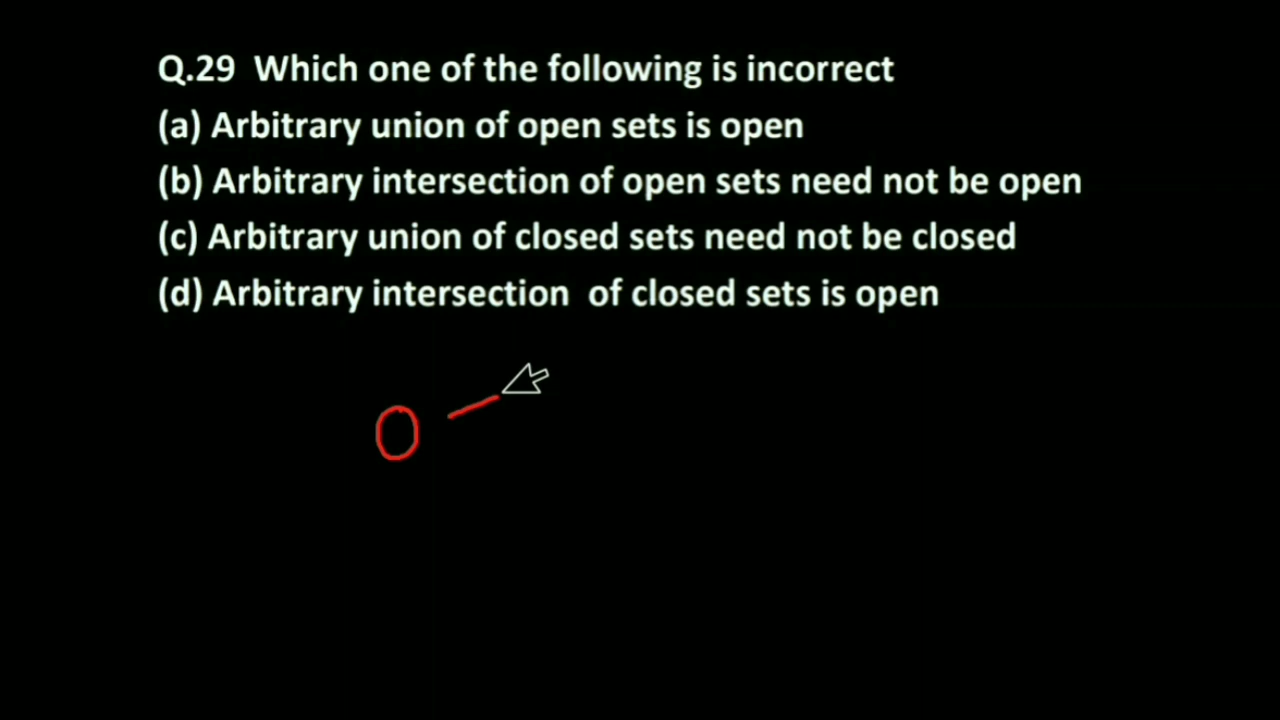 Q.29 Which one of the following is incorrect
(a) Arbitrary union of open sets is open
(b) Arbitrary intersection of open sets need not be open
(c) Arbitrary union of closed sets need not be closed
(d) Arbitrary intersection of closed sets is open
O